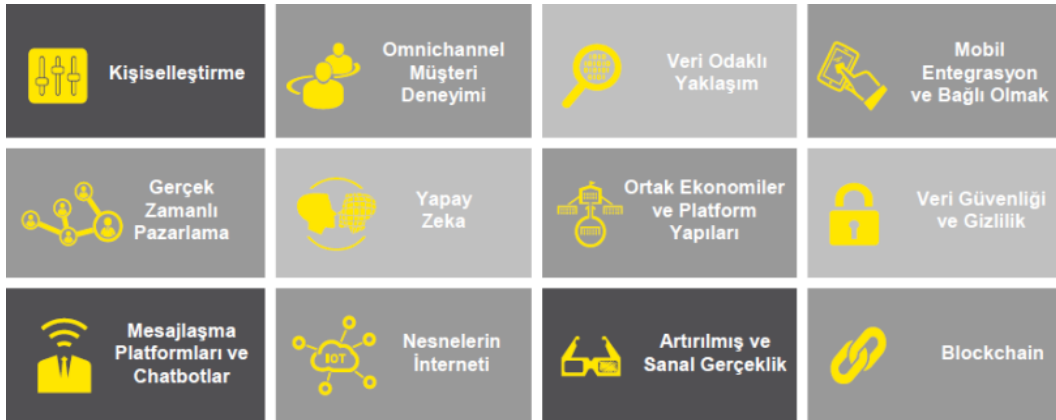 Kişiselleştirme
Omnichannel
Müşteri
Deneyimi
Veri Odaklı
Yaklaşım
Mobil
Entegrasyon
ve Bağlı Olmak
Gerçek
Zamanlı
Pazarlama
Yapay
Zeka
Ortak Ekonomiler
ve Platform
Yapıları
Veri Güvenliği
ve Gizlilik
Mesajlaşma
Platformları ve
Chatbotlar
IOT
Nesnelerin
İnterneti
Artırılmış ve
Sanal Gerçeklik
Blockchain